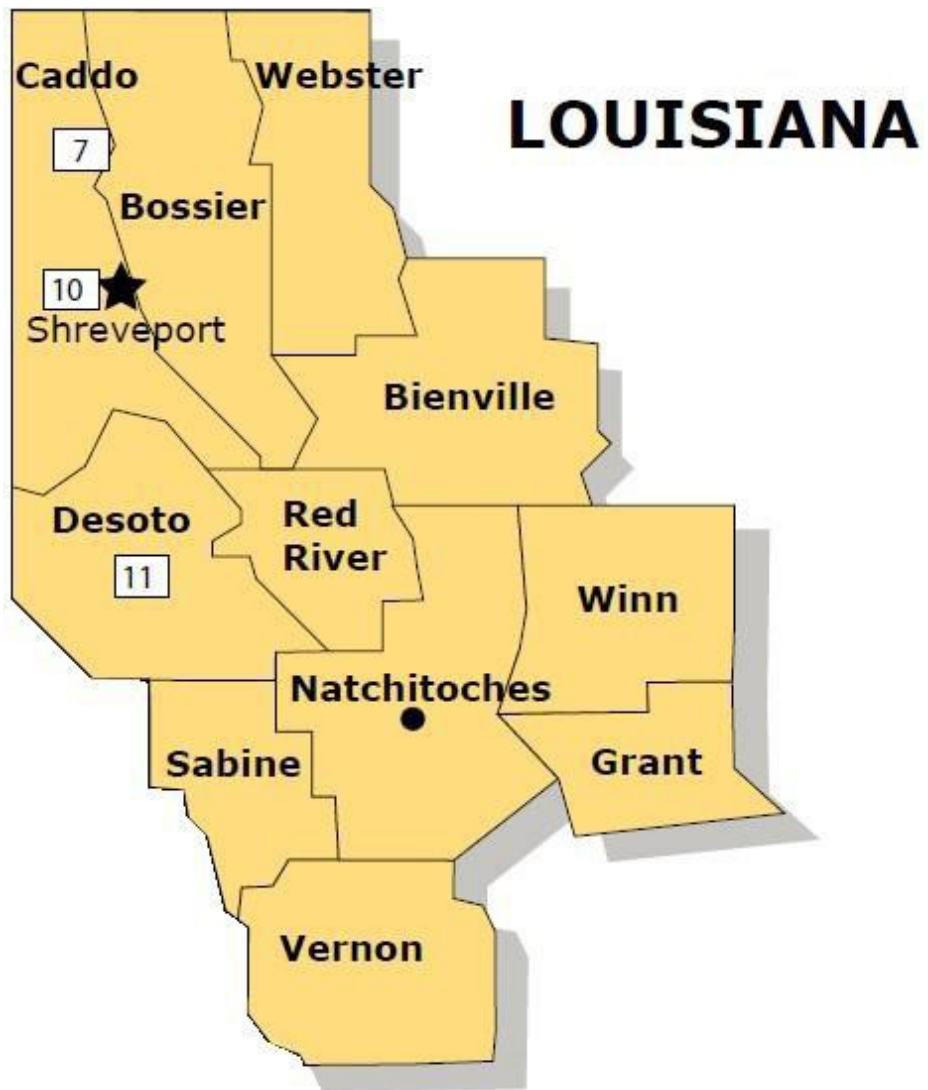 Caddo
Webster
LOUISIANA
7
Bossier
10
Shreveport
Bienville
Desoto
Red
River
11
Winn
Natchitoches
Sabine
Grant
Vernon